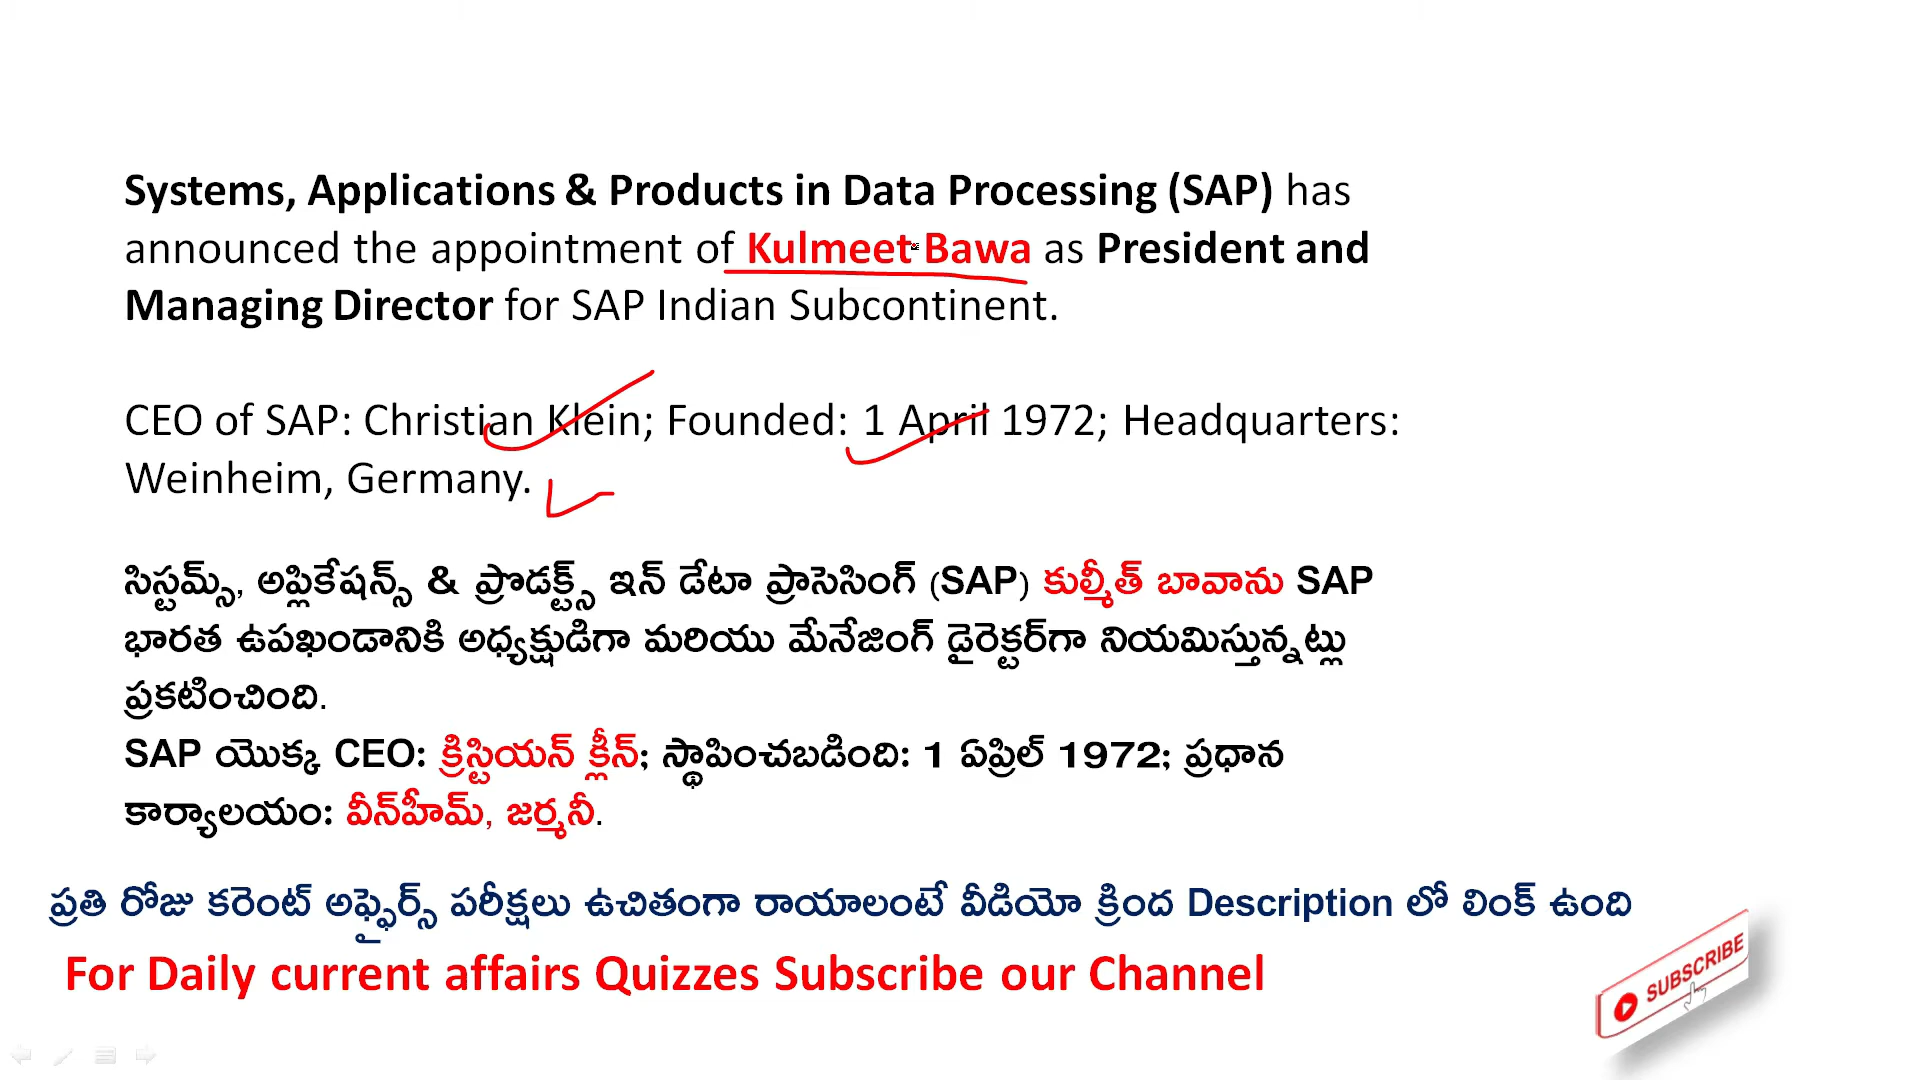 Systems, Applications & Products in Data Processing (SAP) has
announced the appointment of Kulmeet Bawa as President and
Managing Director for SAP Indian Subcontinent.
CEO of SAP: Christian Klein; Founded: 1 April 1972; Headquarters:
Weinheim, Germany.
సిస్టమ్స్, అప్లికేషన్స్ & ప్రొడక్ట్స్ ఇన్ డేటా ప్రాసెసింగ్ (SAP) కుల్మీత్ బావాను SAP
భారత ఉపఖండానికి అధ్యక్షుడిగా మరియు మేనేజింగ్ డైరెక్టర్‌గా నియమిస్తున్నట్లు
ప్రకటించింది.
SAP యొక్క CEO: క్రిస్టియన్ క్లీన్; స్థాపించబడింది: 1 ఏప్రిల్ 1972; ప్రధాన
కార్యాలయం: వీన్‌హీమ్, జర్మనీ.
ప్రతి రోజు కరెంట్ అఫ్ఫైర్స్ పరీక్షలు ఉచితంగా రాయాలంటే వీడియో క్రింద Description లో లింక్ ఉంది
For Daily current affairs Quizzes Subscribe our Channel
SUBSCRIBE